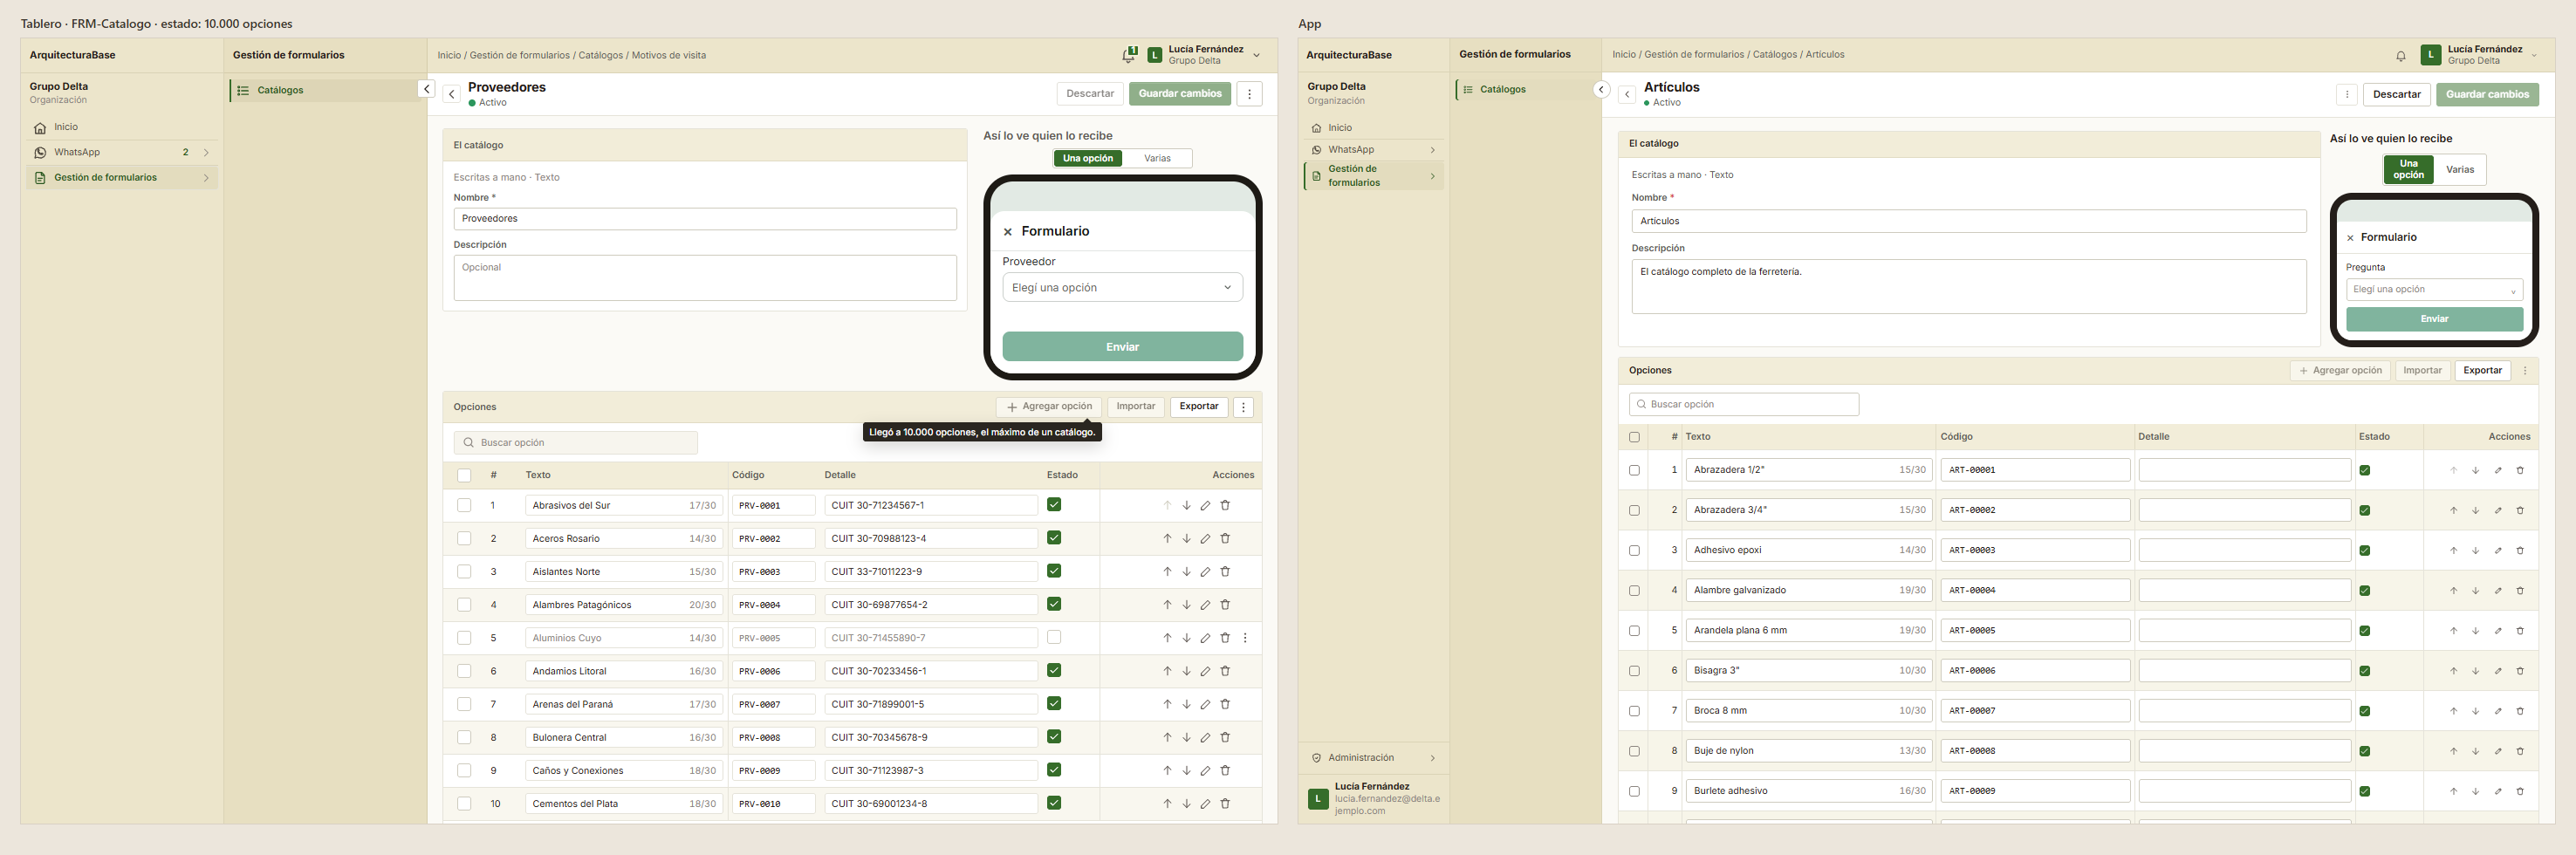 Tablero · FRM-Catalogo · estado: 10.000 opciones
ArquitecturaBase
Grupo Delta
Organización
Inicio
WhatsApp 2
Gestión de formularios
Gestión de formularios
Catálogos
Inicio / Gestión de formularios / Catálogos / Motivos de visita
1
L
Lucía Fernández
Grupo Delta
Proveedores
Activo
Descartar
Guardar cambios
El catálogo
Escritas a mano · Texto
Nombre *
Proveedores
Descripción
Opcional
Así lo ve quien lo recibe
Una opción
Varias
Formulario
Proveedor
Elegí una opción
Enviar
Opciones
Agregar opción
Importar
Exportar
Llegó a 10.000 opciones, el máximo de un catálogo.
Buscar opción
# Texto Código Detalle Estado Acciones
1 Abrasivos del Sur 17/30 PRV-0001 CUIT 30-71234567-1
2 Aceros Rosario 14/30 PRV-0002 CUIT 30-70988123-4
3 Aislantes Norte 15/30 PRV-0003 CUIT 33-71011223-9
4 Alambres Patagónicos 20/30 PRV-0004 CUIT 30-69877654-2
5 Aluminios Cuyo 14/30 PRV-0005 CUIT 30-71455890-7
6 Andamios Litoral 16/30 PRV-0006 CUIT 30-70233456-1
7 Arenas del Paraná 17/30 PRV-0007 CUIT 30-71899001-5
8 Bulonera Central 16/30 PRV-0008 CUIT 30-70345678-9
9 Caños y Conexiones 18/30 PRV-0009 CUIT 30-71123987-3
10 Cementos del Plata 18/30 PRV-0010 CUIT 30-69001234-8
App
ArquitecturaBase
Grupo Delta
Organización
Inicio
WhatsApp
Gestión de
formularios
Administración
L
Lucía Fernández
lucia.fernandez@delta.e
jemplo.com
Gestión de formularios
Catálogos
Inicio / Gestión de formularios / Catálogos / Artículos
L
Lucía Fernández
Grupo Delta
Artículos
Activo
Descartar
Guardar cambios
El catálogo
Escritas a mano · Texto
Nombre *
Artículos
Descripción
El catálogo completo de la ferretería.
Así lo ve quien lo recibe
Una
opción
Varias
Formulario
Pregunta
Elegí una opción
Enviar
Opciones
Agregar opción
Importar
Exportar
Buscar opción
# Texto Código Detalle Estado Acciones
1 Abrazadera 1/2" 15/30 ART-00001
2 Abrazadera 3/4" 15/30 ART-00002
3 Adhesivo epoxi 14/30 ART-00003
4 Alambre galvanizado 19/30 ART-00004
5 Arandela plana 6 mm 19/30 ART-00005
6 Bisagra 3" 10/30 ART-00006
7 Broca 8 mm 10/30 ART-00007
8 Buje de nylon 13/30 ART-00008
9 Burlete adhesivo 16/30 ART-00009